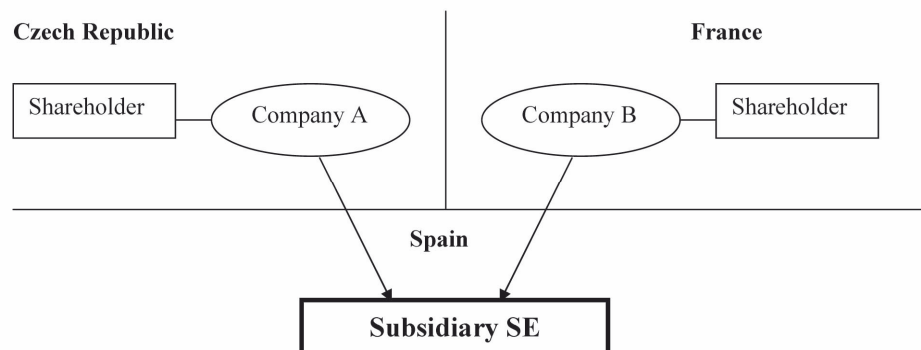 Czech Republic
France
Shareholder
Company A
Company B
Shareholder
Spain
Subsidiary SE